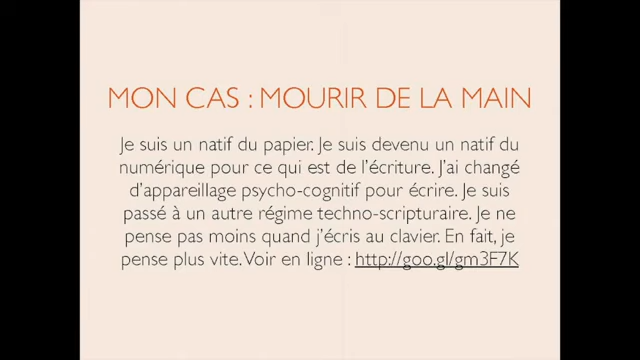 MON CAS : MOURIR DE LA MAIN
Je suis un natif du papier. Je suis devenu un natif du
numérique pour ce qui est de l'écriture. J'ai changé
d'appareillage psycho-cognitif pour écrire. Je suis
passé à un autre régime techno-scripturaire. Je ne
pense pas moins quand j'écris au clavier. En fait, je
pense plus vite. Voir en ligne : http://goo.gl/gm3F7K